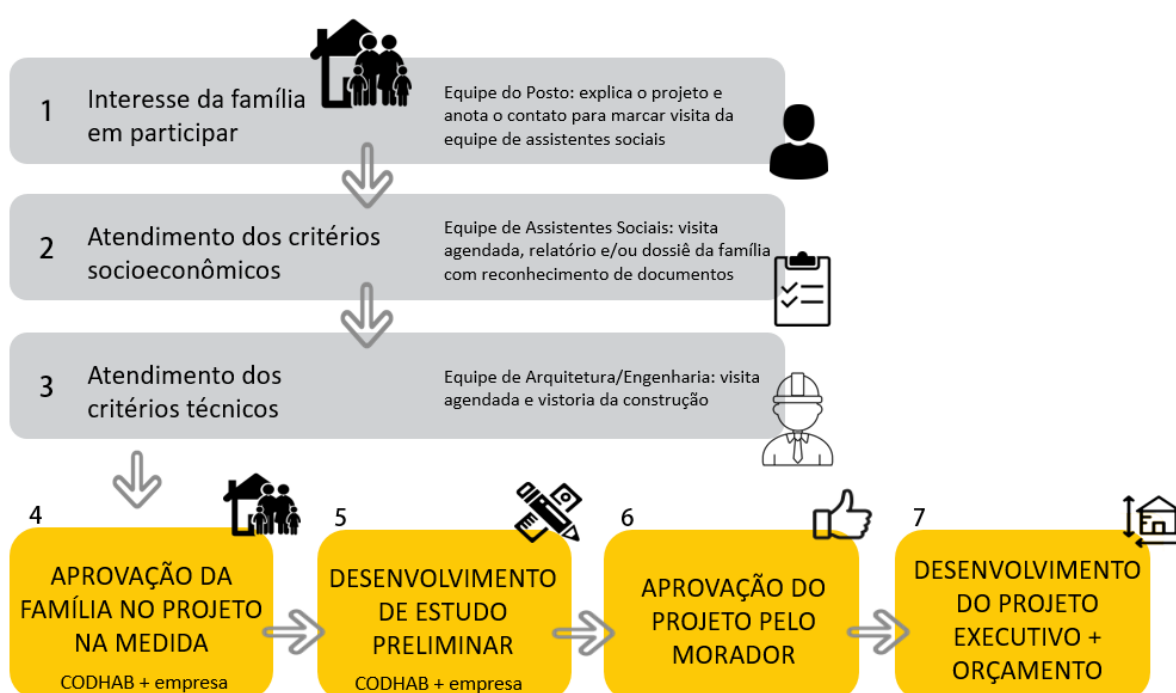 1
Interesse da família
em participar
Equipe do Posto: explica o projeto e
anota o contato para marcar visita da
equipe de assistentes sociais
2
Atendimento dos critérios
socioeconômicos
Equipe de Assistentes Sociais: visita
agendada, relatório e/ou dossiê da família
com reconhecimento de documentos
3
Atendimento dos
critérios técnicos
Equipe de Arquitetura/Engenharia: visita
agendada e vistoria da construção
4
APROVAÇÃO DA
FAMÍLIA NO PROJETO
NA MEDIDA
CODHAB + empresa
5
DESENVOLVIMENTO
DE ESTUDO
PRELIMINAR
CODHAB + empresa
6
APROVAÇÃO DO
PROJETO PELO
MORADOR
7
DESENVOLVIMENTO
DO PROJETO
EXECUTIVO +
ORÇAMENTO